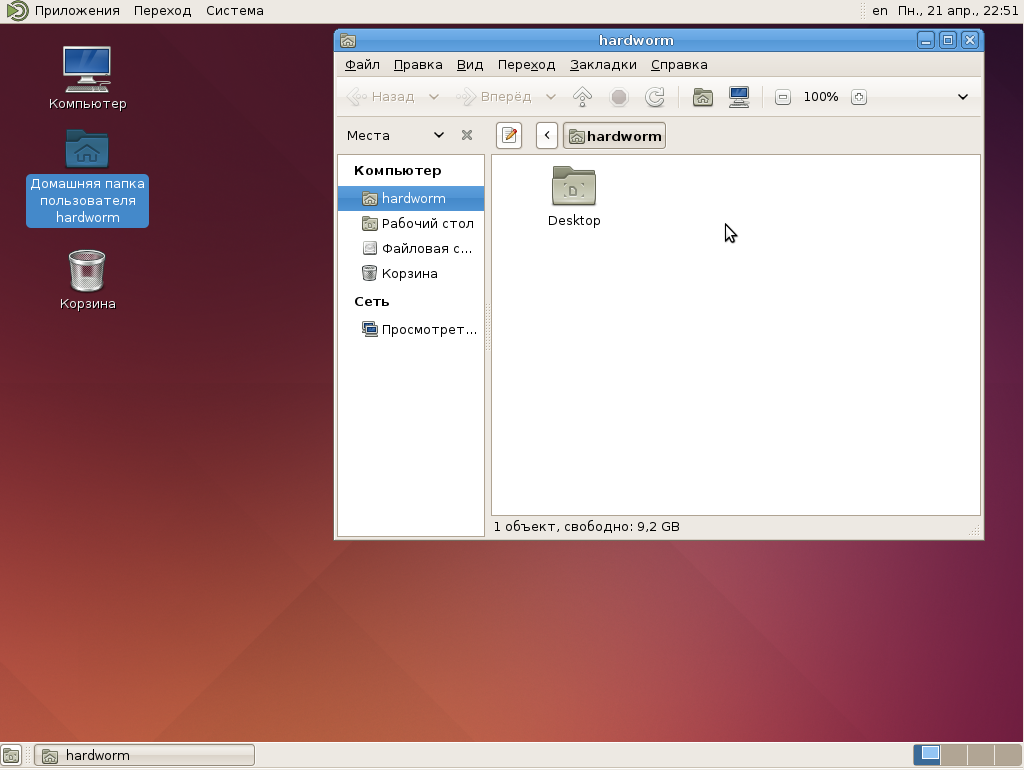 Приложения Переход Система
en Пн., 21 апр., 22:51
Компьютер
Домашняя папка
пользователя
hardworm
Корзина
hardworm
Файл Правка Вид Переход Закладки Справка
Назад Вперёд 100%
Места
hardworm
Компьютер
hardworm
Рабочий стол
Файловая с...
Корзина
Сеть
Просмотрет...
Desktop
1 объект, свободно: 9,2 GB
hardworm